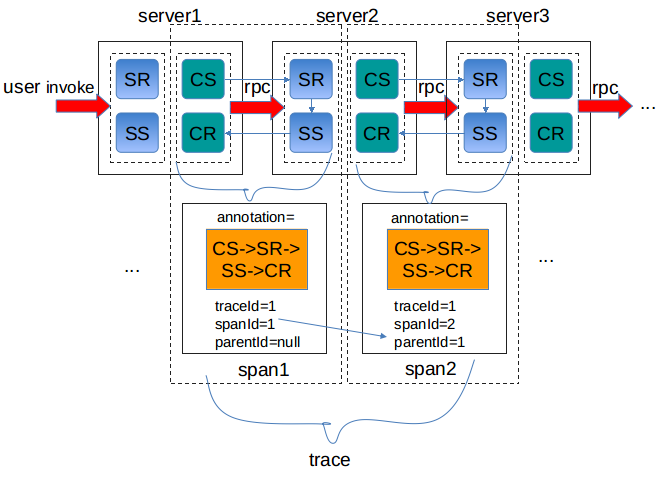 server1
server2
server3
user invoke
SR
CS
rpc
SR
CS
rpc
SR
CS
rpc
...
SS
CR
SS
CR
SS
CR
annotation=
CS->SR->
SS->CR
traceId=1
spanId=1
parentId=null
span1
annotation=
CS->SR->
SS->CR
traceId=1
spanId=2
parentId=1
span2
...
...
trace